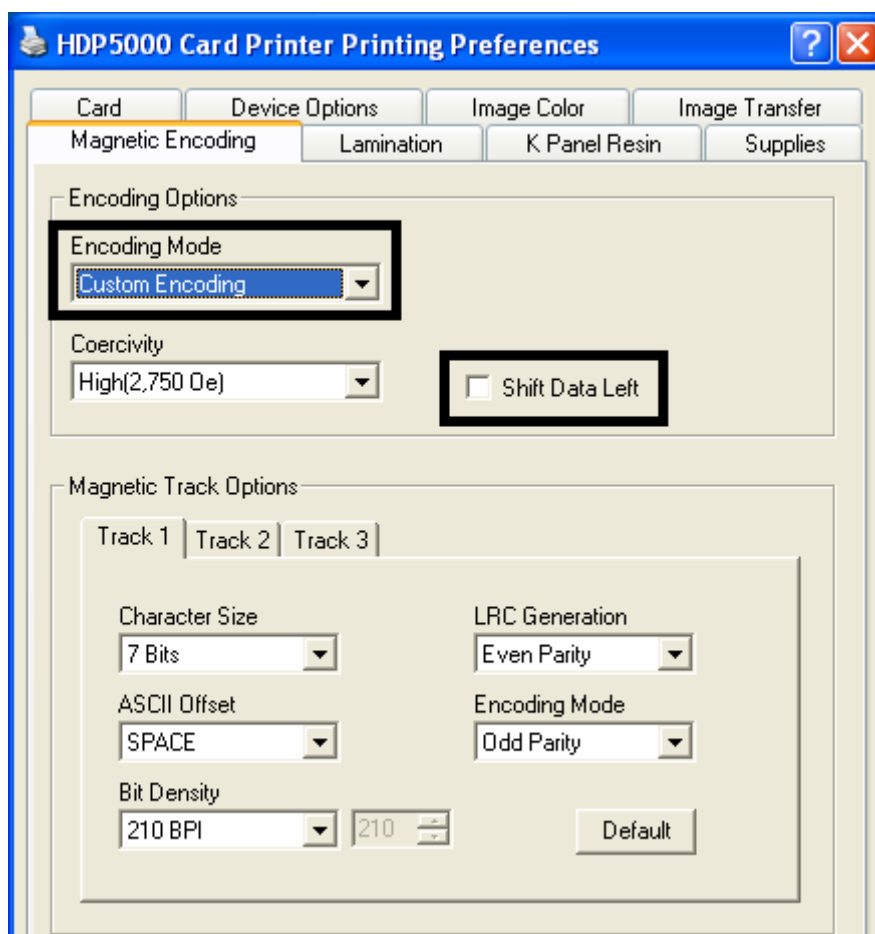 HDP5000 Card Printer Printing Preferences
Card Device Options Image Color Image Transfer
Magnetic Encoding Lamination K Panel Resin Supplies
Encoding Options
Encoding Mode
Custom Encoding
Coercivity
High(2,750 Oe)
Shift Data Left
Magnetic Track Options
Track 1 Track 2 Track 3
Character Size LRC Generation
7 Bits Even Parity
ASCII Offset Encoding Mode
SPACE Odd Parity
Bit Density
210 BPI 210 Default